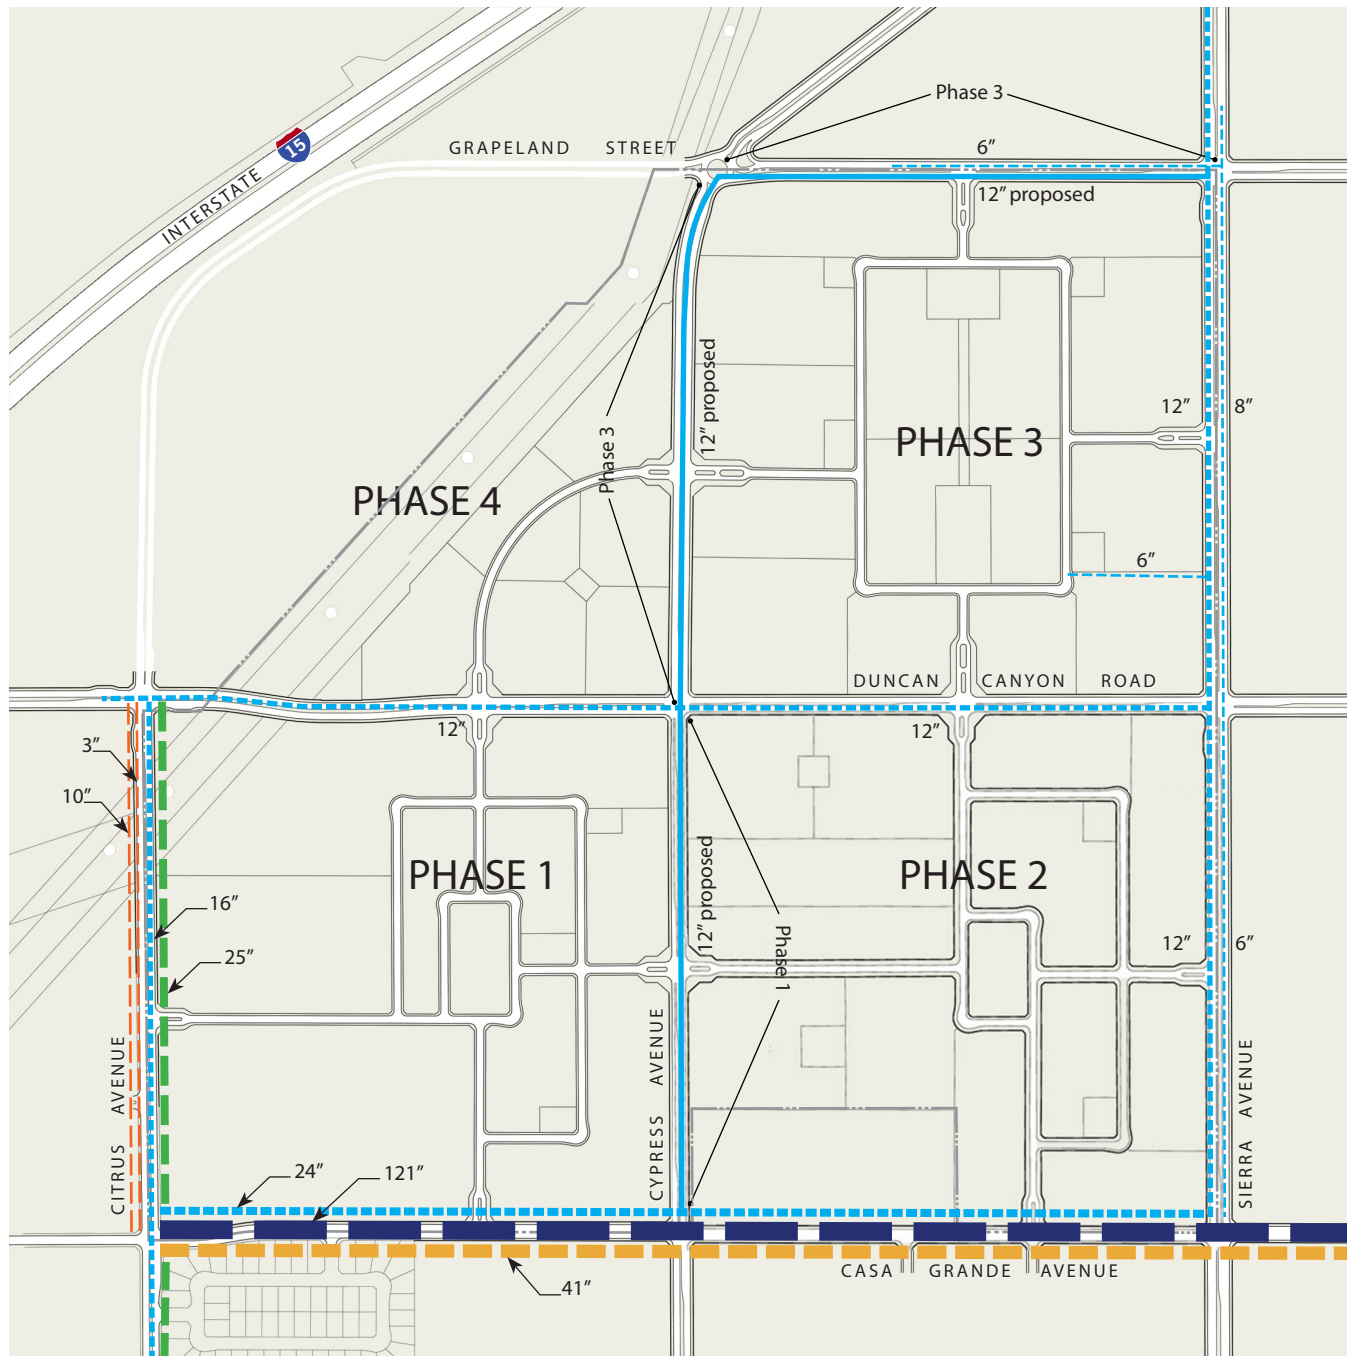 Phase 3
15
GRAPELAND STREET
6”
INTERSTATE
12” proposed
12” proposed
12”
8”
PHASE 3
Phase 3
PHASE 4
6”
DUNCAN CANYON ROAD
12”
12”
3”
10”
PHASE 1
PHASE 2
16”
12” proposed
Phase 1
12”
6”
25”
CITRUS AVENUE
CYPRESS AVENUE
SIERRA AVENUE
24”
121”
CASA GRANDE AVENUE
41”